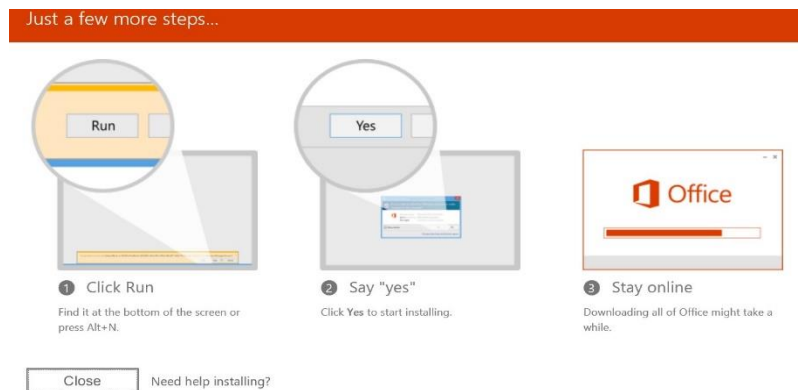 Just a few more steps...
Run
Yes
Office
1 Click Run
Find it at the bottom of the screen or
press Alt+N.
2 Say "yes"
Click Yes to start installing.
3 Stay online
Downloading all of Office might take a
while.
Close
Need help installing?